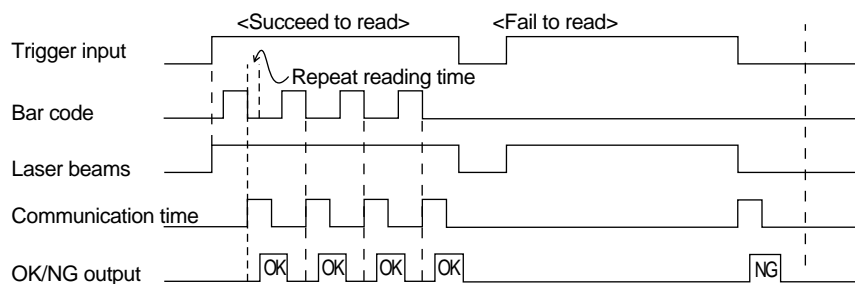 <Succeed to read> <Fail to read>
Trigger input
Repeat reading time
Bar code
Laser beams
Communication time
OK/NG output OK OK OK OK NG